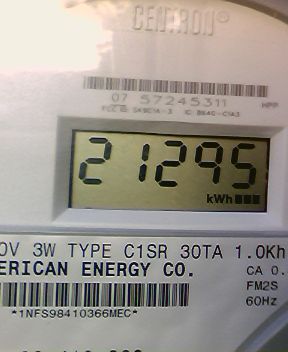 CENTRON®
07 57245311 HPP
21295
kWh
0V 3W TYPE C1SR 30TA 1.0Kh
ERICAN ENERGY CO. CA 0.
FM2S
*1NFS98410366MEC* 60Hz